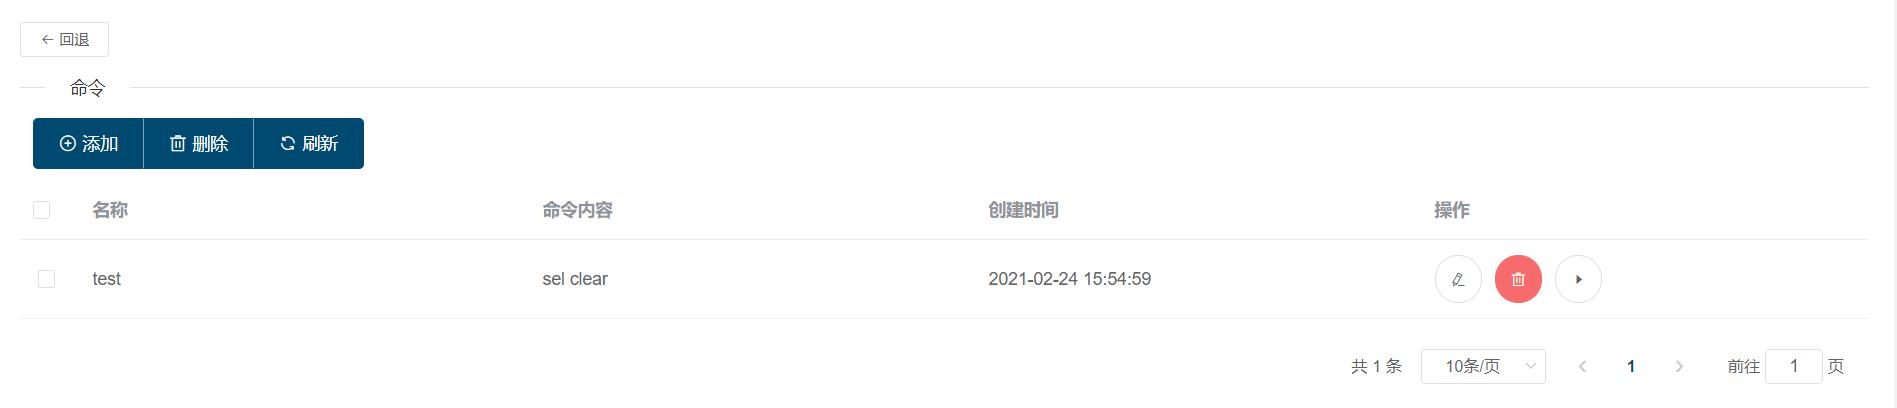 回退
命令
添加 删除 刷新
名称 命令内容 创建时间 操作
test sel clear 2021-02-24 15:54:59
共 1 条 10条/页 1 前往 1 页